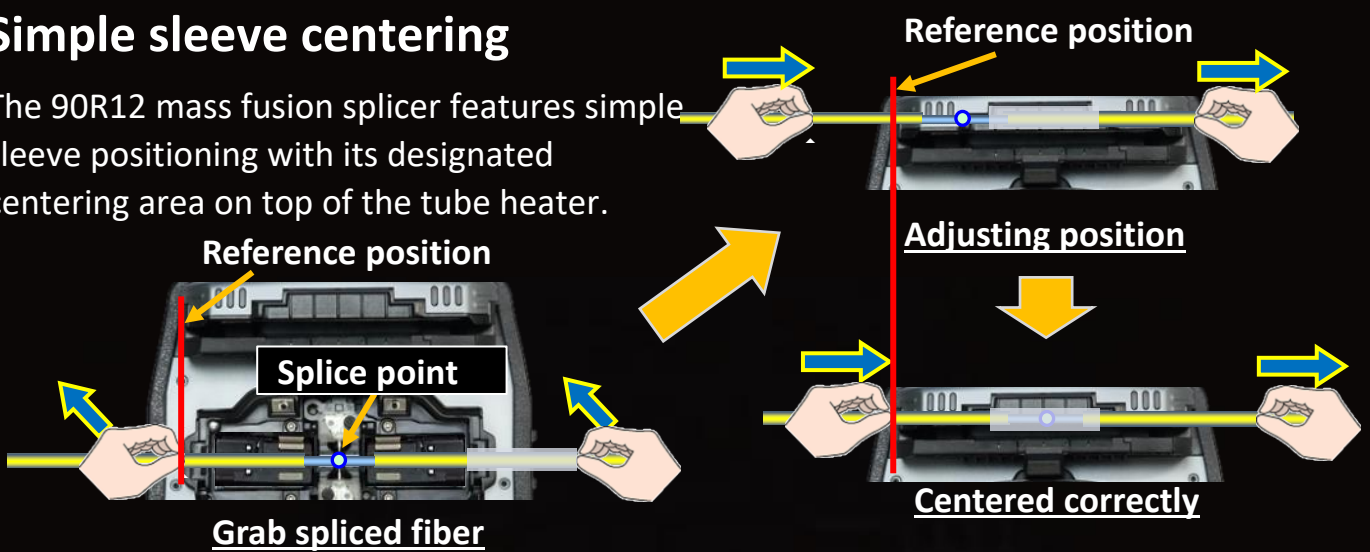 Simple sleeve centering
The 90R12 mass fusion splicer features simple
sleeve positioning with its designated
centering area on top of the tube heater.
Reference position
Splice point
Grab spliced fiber
Reference position
Adjusting position
Centered correctly